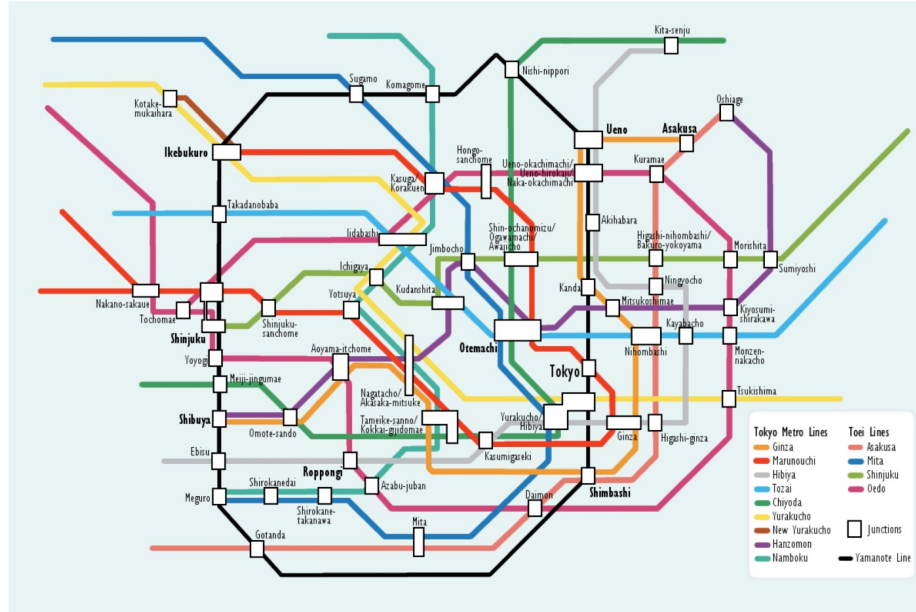 Kita-senju
Nishi-nippori
Sugamo
Komagome
Kotake-
mukaihara
Oshiage
Ueno
Asakusa
Ikebukuro
Hongo-
sanchome
Ueno-okachimachi/
Ueno-hirokoji/
Naka-okachimachi
Kuramae
Kasuga/
Korakuen
Takadanobaba
Akihabara
Iidabashi
Shin-ochanomizu/
Ogawamachi/
Awajicho
Higashi-nihombashi/
Bakuro-yokoyama
Morishita
Jimbocho
Sumiyoshi
Ichigaya
Kudanshita
Ningyocho
Kanda
Nakano-sakaue
Yotsuya
Mitsukoshimae
Kiyosumi-
shirakawa
Tochomae
Shinjuku-
sanchome
Kayabacho
Shinjuku
Otemachi
Aoyama-itchome
Nihombashi
Monzen-
nakacho
Yoyogi
Tokyo
Meiji-jingumae
Nagatacho/
Akasaka-mitsuke
Tsukishima
Shibuya
Omote-sando
Tameike-sanno/
Kokkai-gijidomae
Yurakucho/
Hibiya
Ginza
Higashi-ginza
Kasumigaseki
Ebisu
Roppongi
Azabu-juban
Shirokanedai
Meguro
Shirokane-
takanawa
Daimon
Shimbashi
Mita
Gotanda
Tokyo Metro Lines
Ginza
Marunouchi
Hibiya
Tozai
Chiyoda
Yurakucho
New Yurakucho
Hanzomon
Namboku
Toei Lines
Asakusa
Mita
Shinjuku
Oedo
Junctions
Yamanote Line